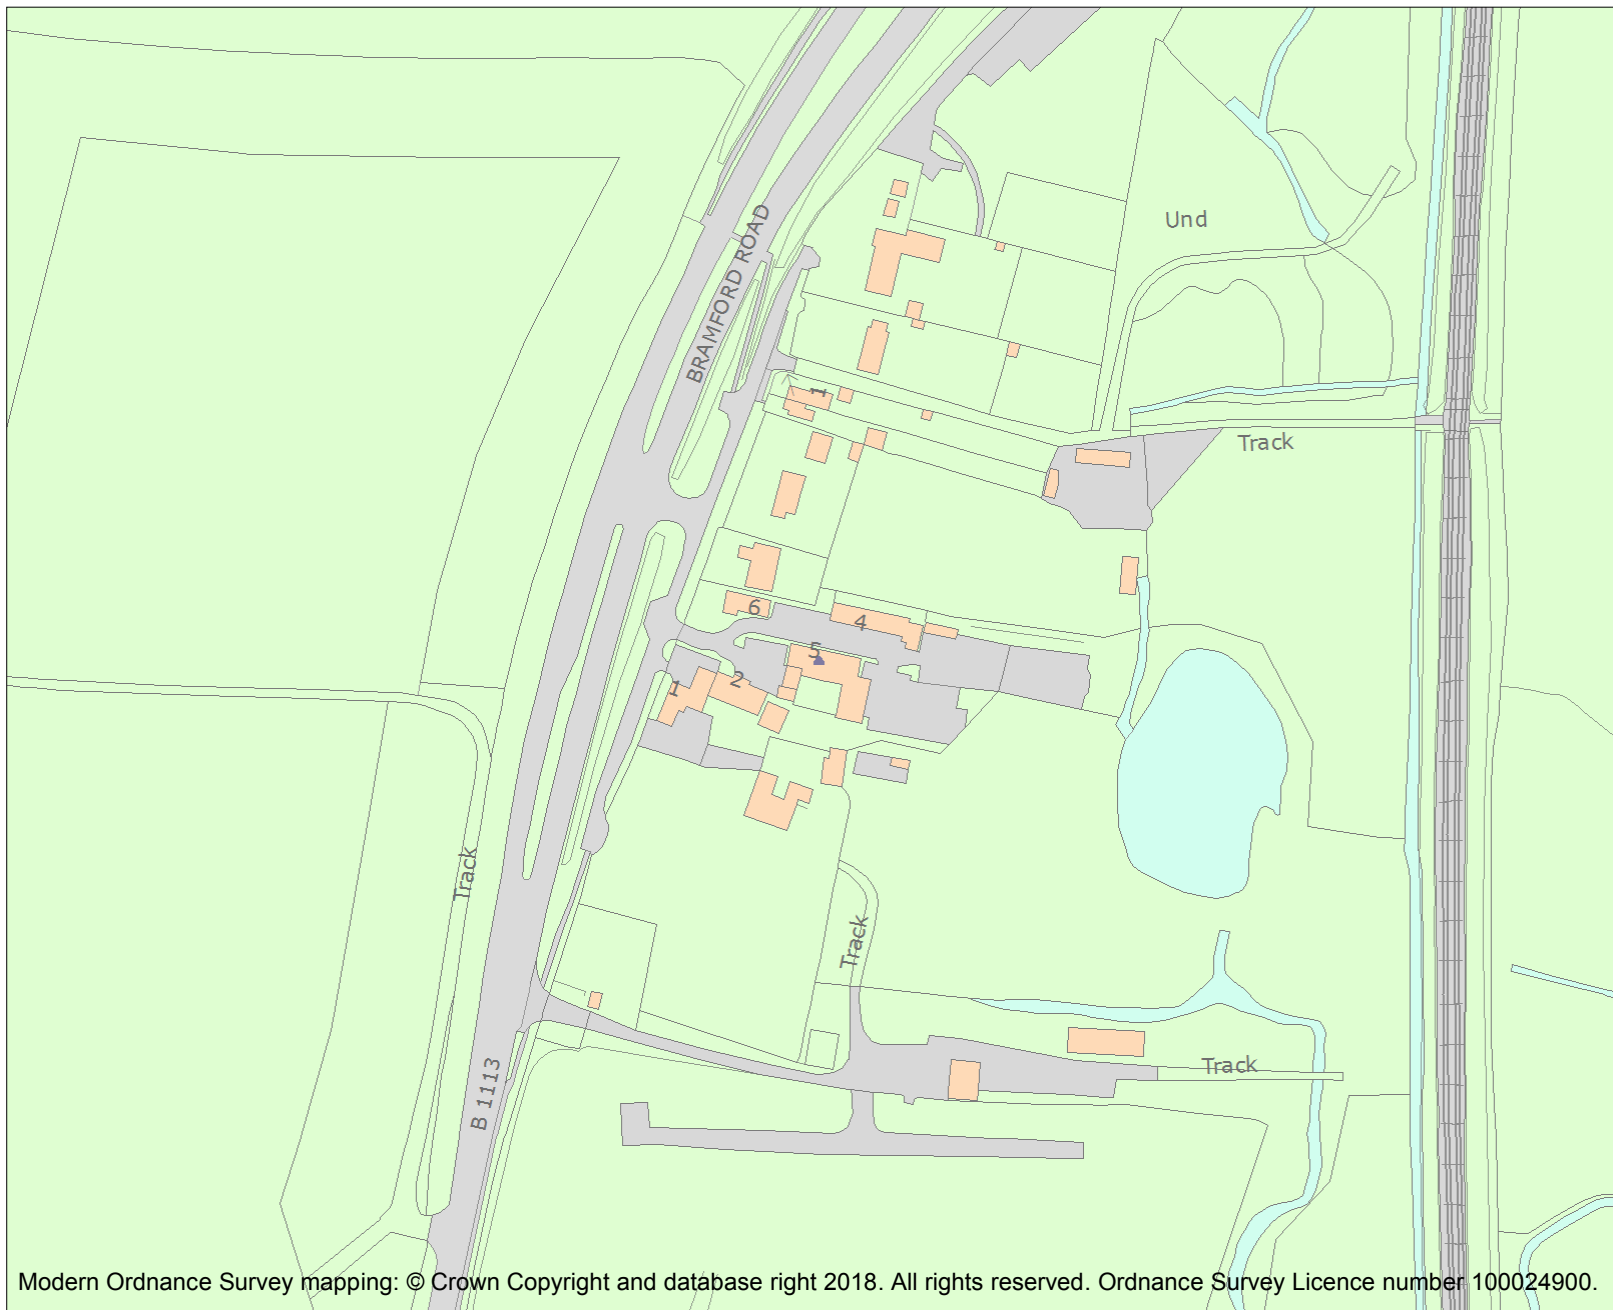 Und
BRAMFORD ROAD
1
Track
6
4
5
2
1
Track
Track
Track
B 1113
Modern Ordnance Survey mapping: © Crown Copyright and database right 2018. All rights reserved. Ordnance Survey Licence number 100024900.